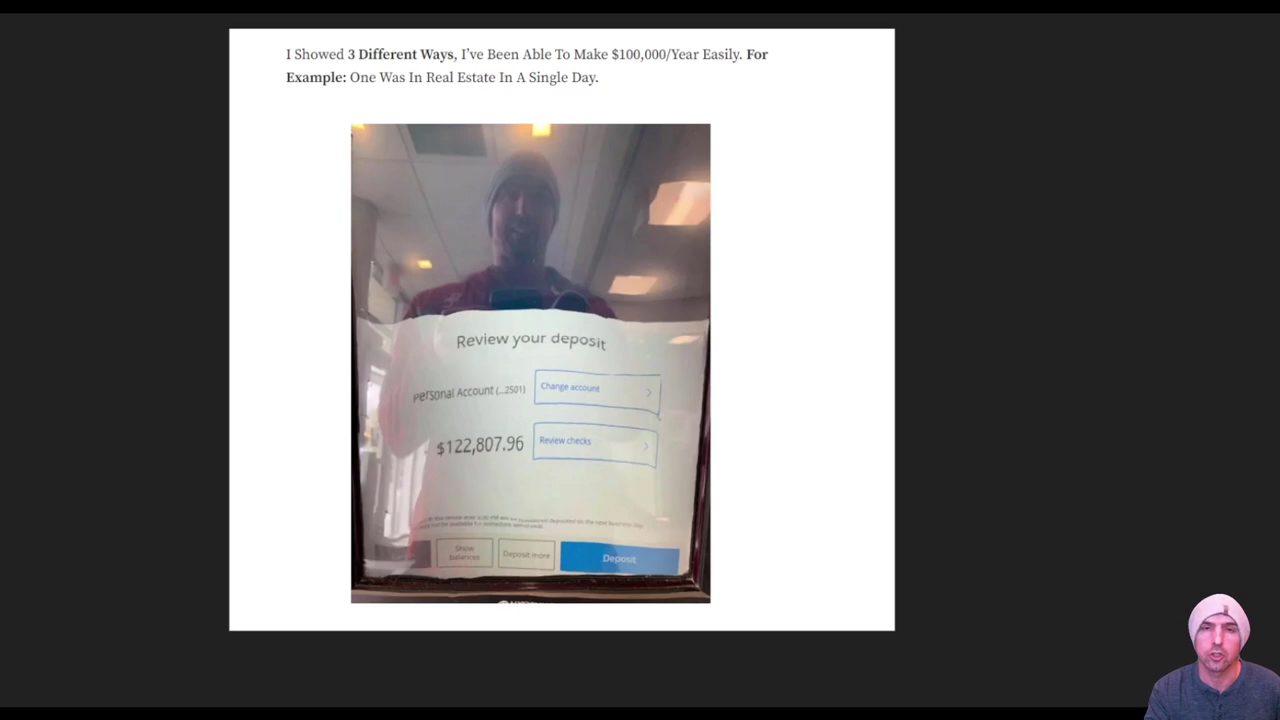 I Showed 3 Different Ways, I've Been Able To Make $100,000/Year Easily. For
Example: One Was In Real Estate In A Single Day.
Review your deposit
Personal Account (...2501)
Change account
$122,807.96
Review checks
Show
balances
Deposit more
Deposit